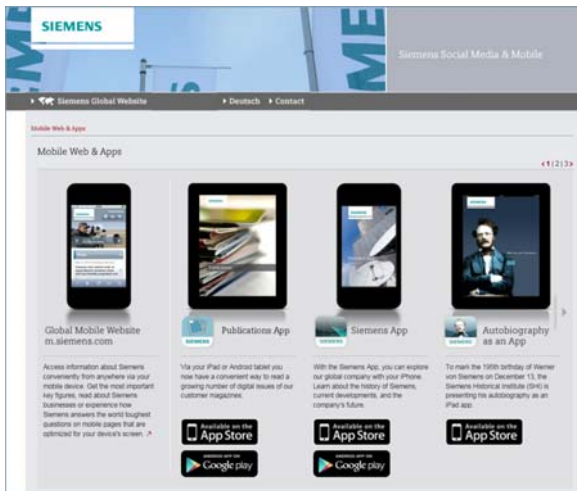 SIEMENS
Siemens Social Media & Mobile
Siemens Global Website
Deutsch
Contact
Mobile Web & Apps
Mobile Web & Apps
1|2|3
Global Mobile Website
m.siemens.com
Access information about Siemens
conveniently from anywhere via your
mobile device. Get the most important
key figures, read about Siemens
businesses or experience how
Siemens answers the world toughest
questions on mobile pages that are
optimized for your device's screen.
Publications App
Via your iPad or Android tablet you
now have a convenient way to read a
growing number of digital issues of our
customer magazines.
Available on the
App Store
ANDROID APP ON
Google play
Siemens App
With the Siemens App, you can explore
our global company with your iPhone.
Learn about the history of Siemens,
current developments, and the
company's future.
Available on the
App Store
ANDROID APP ON
Google play
Autobiography
as an App
To mark the 195th birthday of Werner
von Siemens on December 13, the
Siemens Historical Institute (SHI) is
presenting his autobiography as an
iPad app.
Available on the
App Store